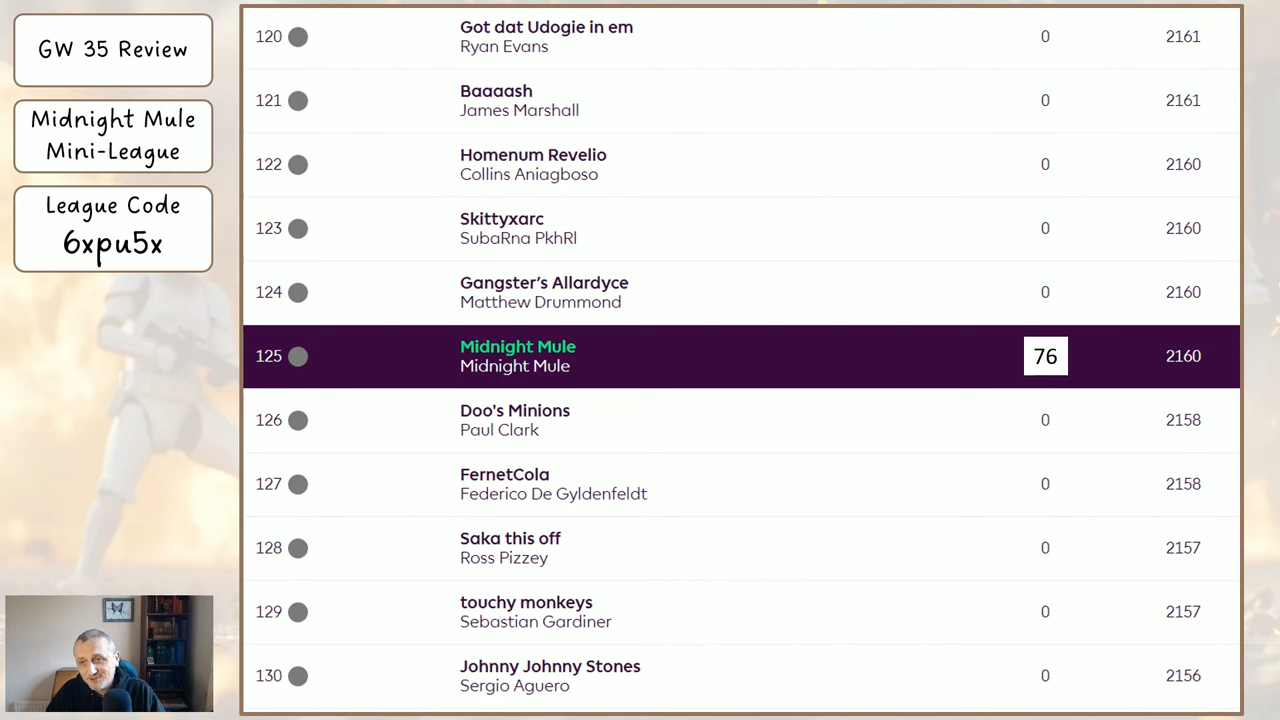 GW 35 Review
Midnight Mule
Mini-League
League Code
6xpu5x
120 Got dat Udogie in em 0 2161
Ryan Evans
121 Baaaash 0 2161
James Marshall
122 Homenum Revelio 0 2160
Collins Aniagboso
123 Skittyxarc 0 2160
SubaRna PkhRl
124 Gangster’s Allardyce 0 2160
Matthew Drummond
125 Midnight Mule 76 2160
Midnight Mule
126 Doo's Minions 0 2158
Paul Clark
127 FernetCola 0 2158
Federico De Gyldenfeldt
128 Saka this off 0 2157
Ross Pizzey
129 touchy monkeys 0 2157
Sebastian Gardiner
130 Johnny Johnny Stones 0 2156
Sergio Aguero